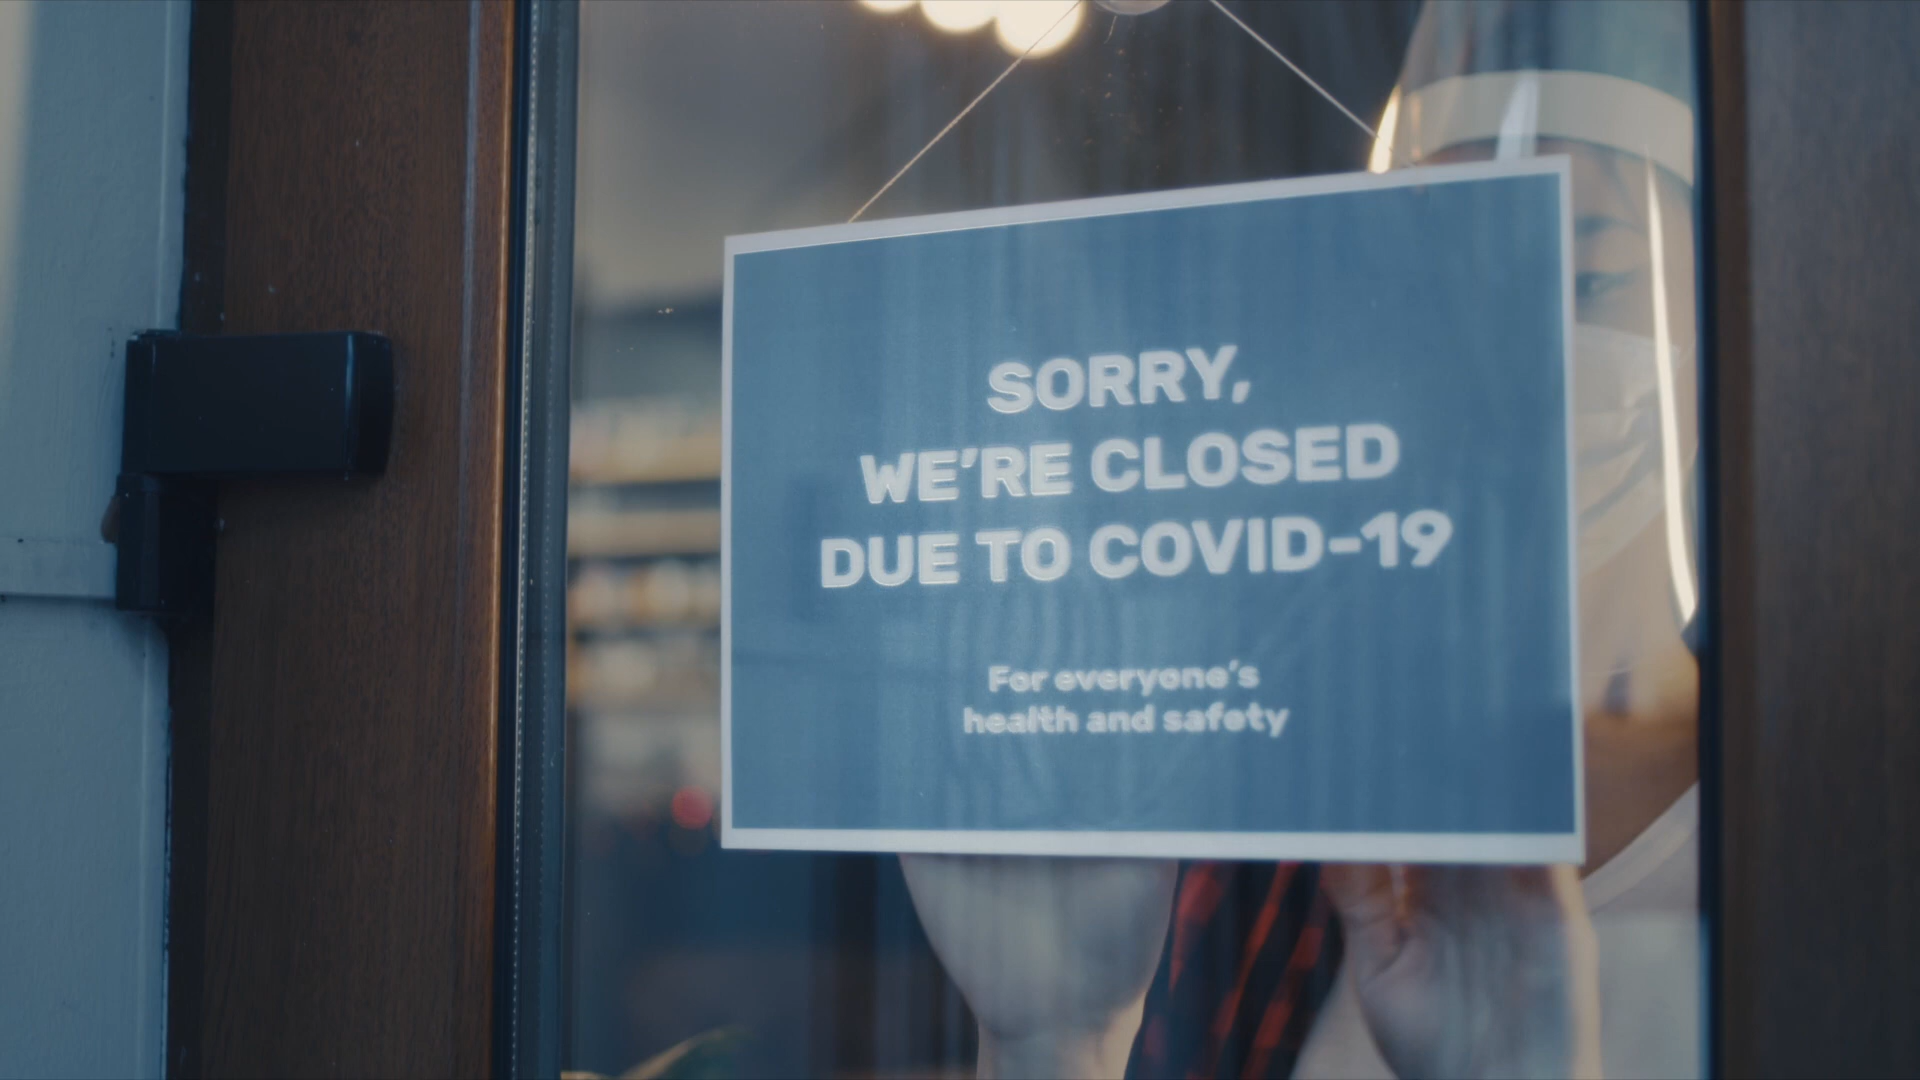 SORRY,
WE'RE CLOSED
DUE TO COVID-19
For everyone's
health and safety